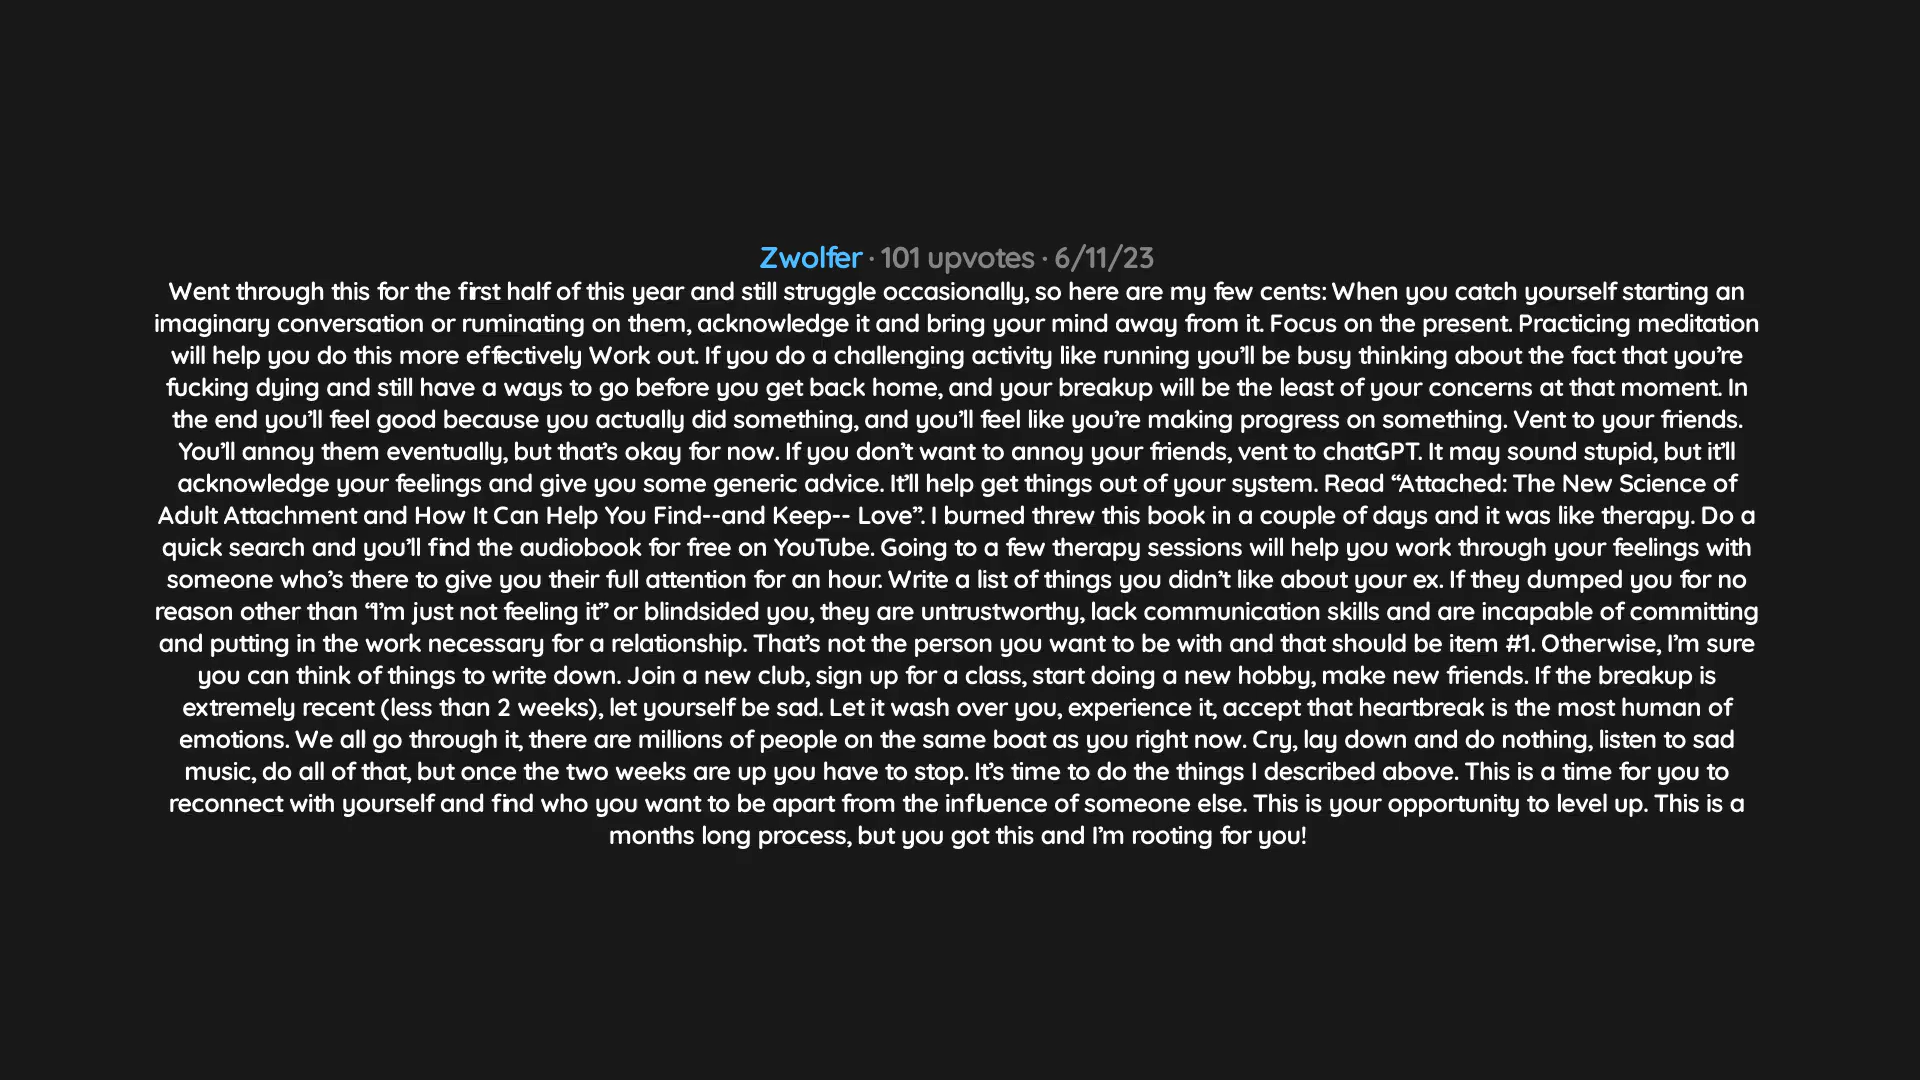 Zwolfer · 101 upvotes · 6/11/23
Went through this for the first half of this year and still struggle occasionally, so here are my few cents: When you catch yourself starting an
imaginary conversation or ruminating on them, acknowledge it and bring your mind away from it. Focus on the present. Practicing meditation
will help you do this more effectively Work out. If you do a challenging activity like running you’ll be busy thinking about the fact that you’re
fucking dying and still have a ways to go before you get back home, and your breakup will be the least of your concerns at that moment. In
the end you’ll feel good because you actually did something, and you’ll feel like you’re making progress on something. Vent to your friends.
You’ll annoy them eventually, but that’s okay for now. If you don’t want to annoy your friends, vent to chatGPT. It may sound stupid, but it’ll
acknowledge your feelings and give you some generic advice. It’ll help get things out of your system. Read “Attached: The New Science of
Adult Attachment and How It Can Help You Find--and Keep-- Love”. I burned threw this book in a couple of days and it was like therapy. Do a
quick search and you’ll find the audiobook for free on YouTube. Going to a few therapy sessions will help you work through your feelings with
someone who’s there to give you their full attention for an hour. Write a list of things you didn’t like about your ex. If they dumped you for no
reason other than “I’m just not feeling it” or blindsided you, they are untrustworthy, lack communication skills and are incapable of committing
and putting in the work necessary for a relationship. That’s not the person you want to be with and that should be item #1. Otherwise, I’m sure
you can think of things to write down. Join a new club, sign up for a class, start doing a new hobby, make new friends. If the breakup is
extremely recent (less than 2 weeks), let yourself be sad. Let it wash over you, experience it, accept that heartbreak is the most human of
emotions. We all go through it, there are millions of people on the same boat as you right now. Cry, lay down and do nothing, listen to sad
music, do all of that, but once the two weeks are up you have to stop. It’s time to do the things I described above. This is a time for you to
reconnect with yourself and find who you want to be apart from the influence of someone else. This is your opportunity to level up. This is a
months long process, but you got this and I’m rooting for you!